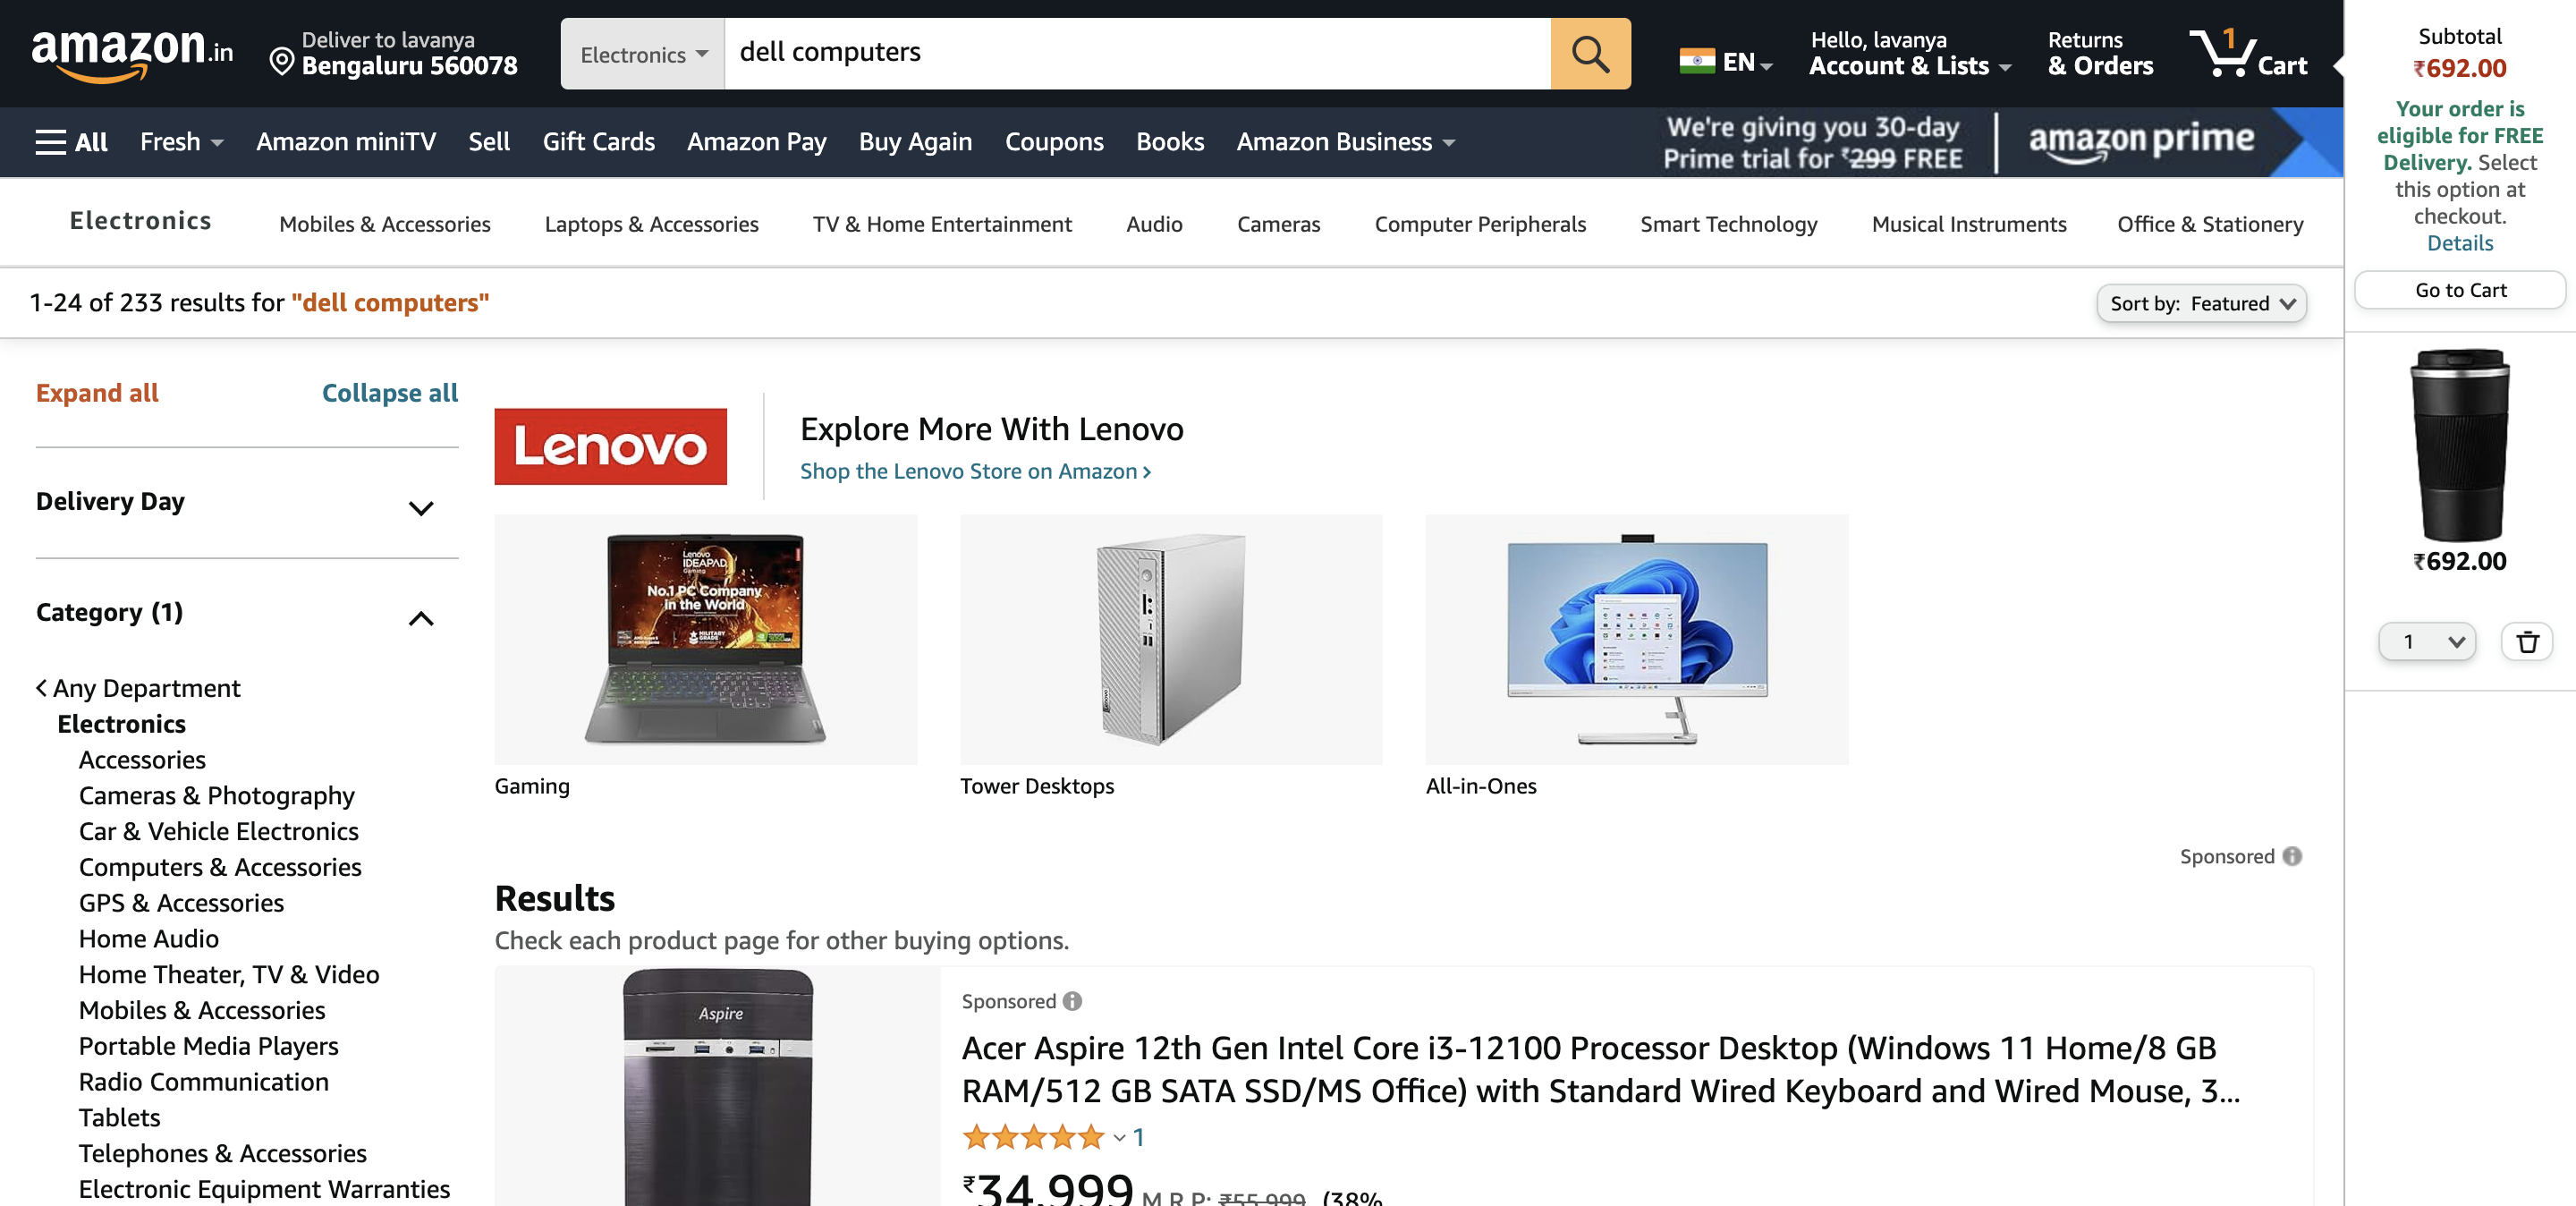 amazon.in
Deliver to lavanya
Bengaluru 560078
Electronics
dell computers
EN
Hello, lavanya
Account & Lists
Returns
& Orders
1
Cart
All
Fresh
Amazon miniTV
Sell
Gift Cards
Amazon Pay
Buy Again
Coupons
Books
Amazon Business
We're giving you 30-day
Prime trial for ₹299 FREE
amazon prime
Electronics
Mobiles & Accessories
Laptops & Accessories
TV & Home Entertainment
Audio
Cameras
Computer Peripherals
Smart Technology
Musical Instruments
Office & Stationery
1-24 of 233 results for "dell computers"
Sort by: Featured
Expand all
Collapse all
Delivery Day
Category (1)
Any Department
Electronics
Accessories
Cameras & Photography
Car & Vehicle Electronics
Computers & Accessories
GPS & Accessories
Home Audio
Home Theater, TV & Video
Mobiles & Accessories
Portable Media Players
Radio Communication
Tablets
Telephones & Accessories
Electronic Equipment Warranties
Lenovo
Explore More With Lenovo
Shop the Lenovo Store on Amazon ›
Lenovo
IDEAPAD
Gaming
No.1 PC Company
in the World
MILITARY
GRADE
Lenovo
Gaming
Tower Desktops
All-in-Ones
Sponsored
Results
Check each product page for other buying options.
Aspire
Sponsored
Acer Aspire 12th Gen Intel Core i3-12100 Processor Desktop (Windows 11 Home/8 GB
RAM/512 GB SATA SSD/MS Office) with Standard Wired Keyboard and Wired Mouse, 3...
1
₹34,999 M.R.P: ₹55,999 (38%
Subtotal
₹692.00
Your order is
eligible for FREE
Delivery. Select
this option at
checkout.
Details
Go to Cart
₹692.00
1